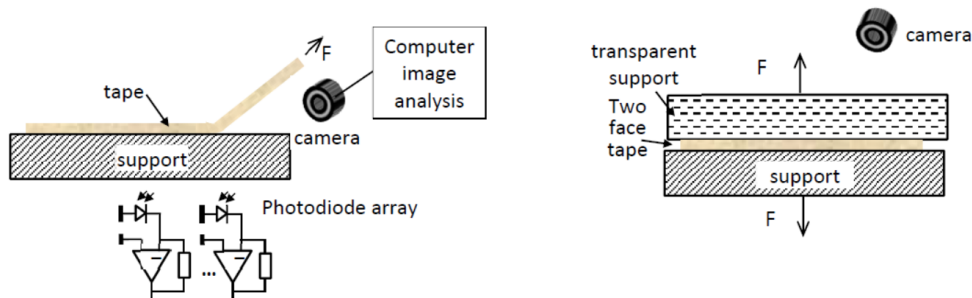 F
Computer
image
analysis
tape
camera
support
Photodiode array
...
camera
transparent
support
F
Two
face
tape
support
F